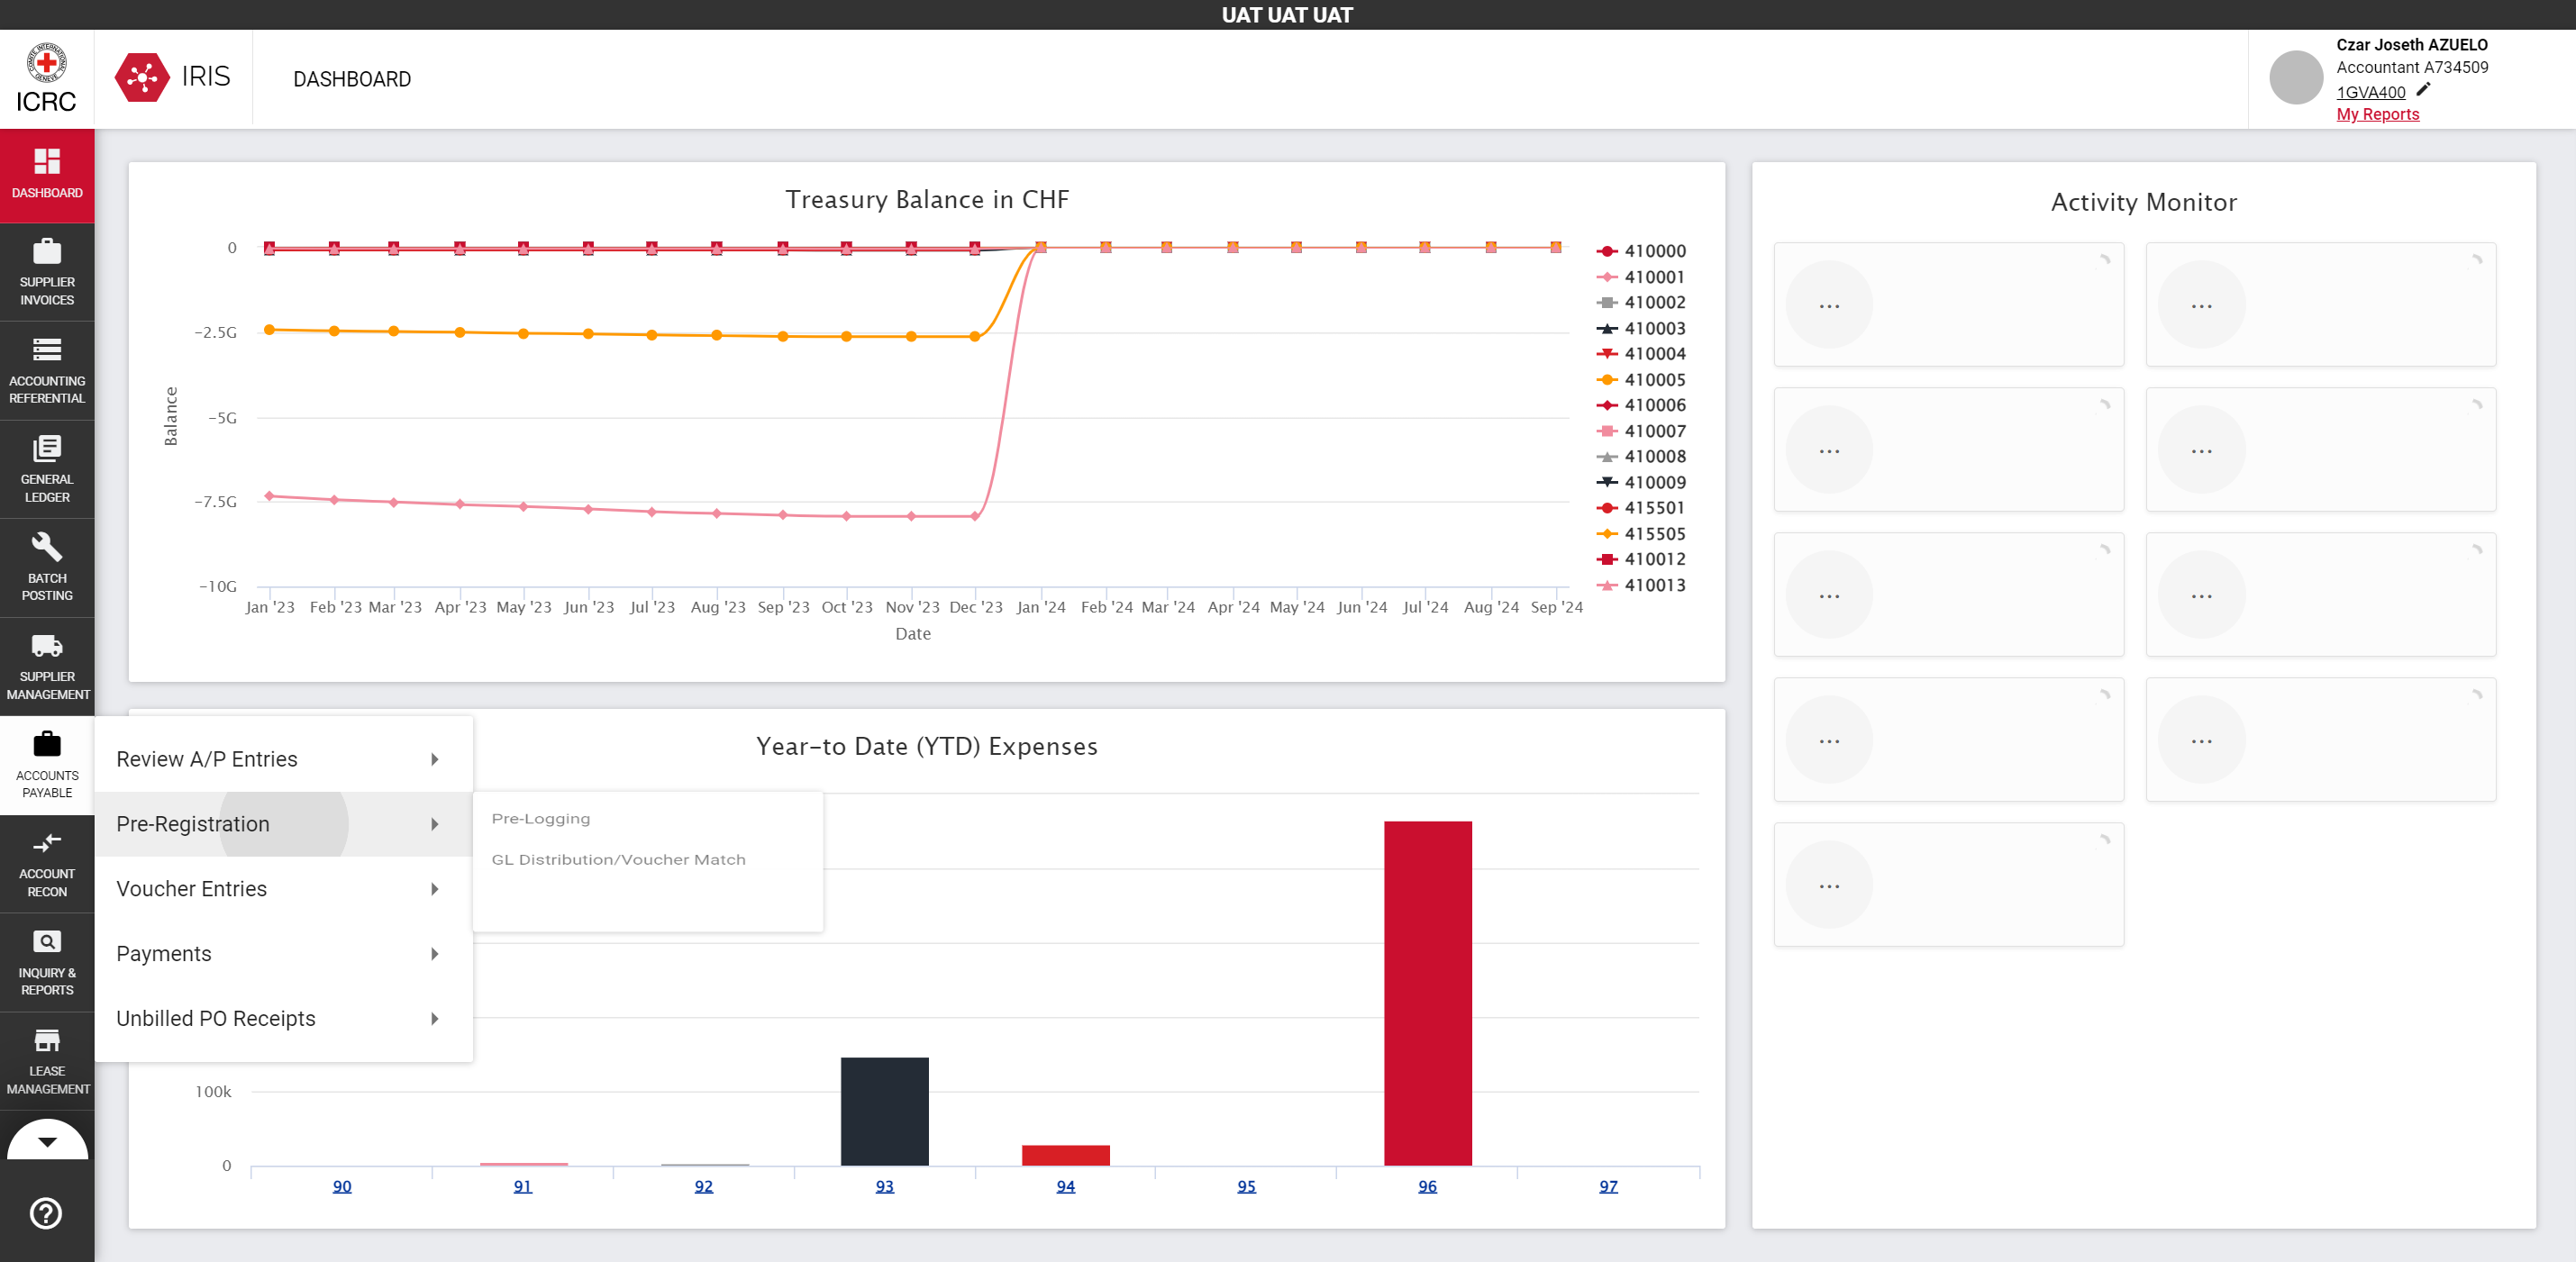 UAT UAT UAT
ICRC
IRIS
DASHBOARD
Czar Joseth AZUELO
Accountant A734509
1GVA400
My Reports
DASHBOARD
SUPPLIER
INVOICES
ACCOUNTING
REFERENTIAL
GENERAL
LEDGER
BATCH
POSTING
SUPPLIER
MANAGEMENT
ACCOUNTS
PAYABLE
ACCOUNT
RECON
INQUIRY &
REPORTS
LEASE
MANAGEMENT
Treasury Balance in CHF
0
−2.5G
−5G
−7.5G
−10G
Balance
Jan '23 Feb '23 Mar '23 Apr '23 May '23 Jun '23 Jul '23 Aug '23 Sep '23 Oct '23 Nov '23 Dec '23 Jan '24 Feb '24 Mar '24 Apr '24 May '24 Jun '24 Jul '24 Aug '24 Sep '24
Date
410000
410001
410002
410003
410004
410005
410006
410007
410008
410009
415501
415505
410012
410013
Activity Monitor
...
...
...
...
...
...
...
...
...
Review A/P Entries
Pre-Registration
Voucher Entries
Payments
Unbilled PO Receipts
Pre-Logging
GL Distribution/Voucher Match
Year-to Date (YTD) Expenses
100k
0
90 91 92 93 94 95 96 97